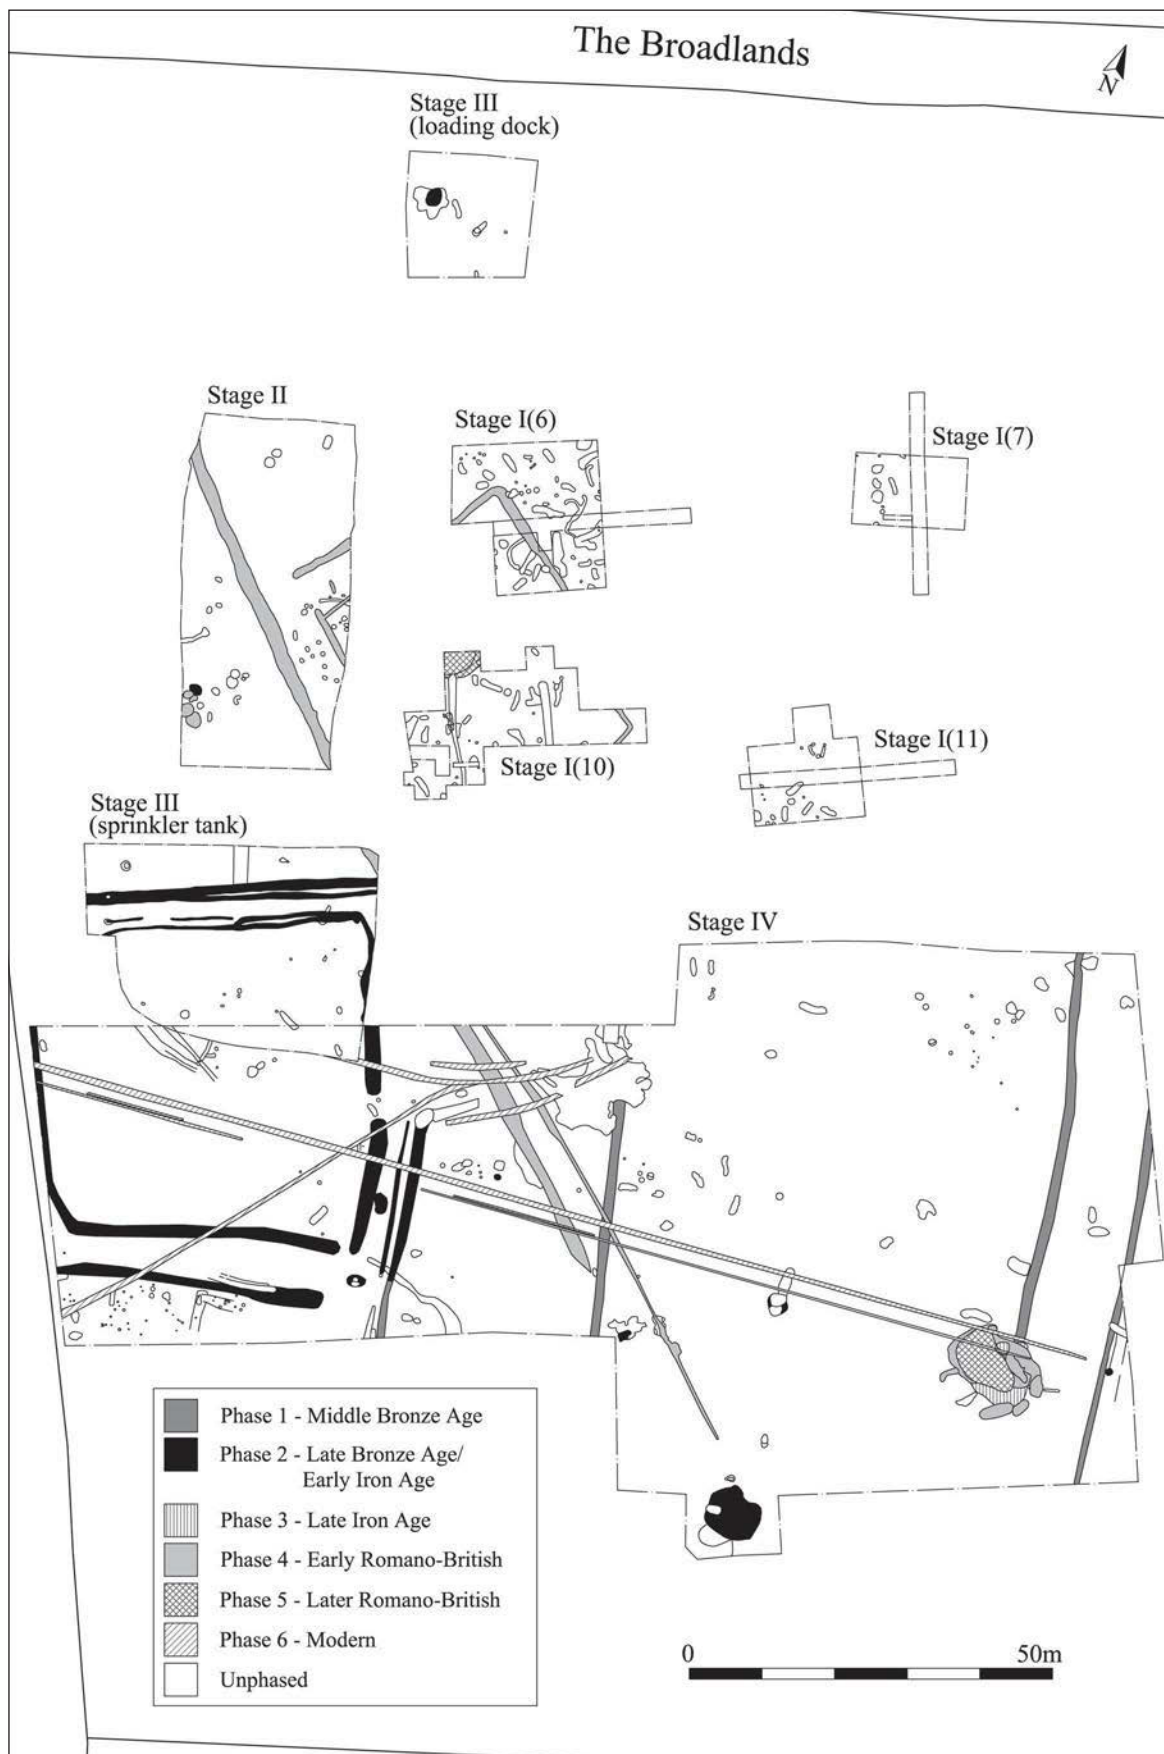 The Broadlands
N
Stage III
(loading dock)
Stage II
Stage I(6)
Stage I(7)
Stage I(10)
Stage I(11)
Stage III
(sprinkler tank)
Stage IV
Phase 1 - Middle Bronze Age
Phase 2 - Late Bronze Age/
Early Iron Age
Phase 3 - Late Iron Age
Phase 4 - Early Romano-British
Phase 5 - Later Romano-British
Phase 6 - Modern
Unphased
0 50m